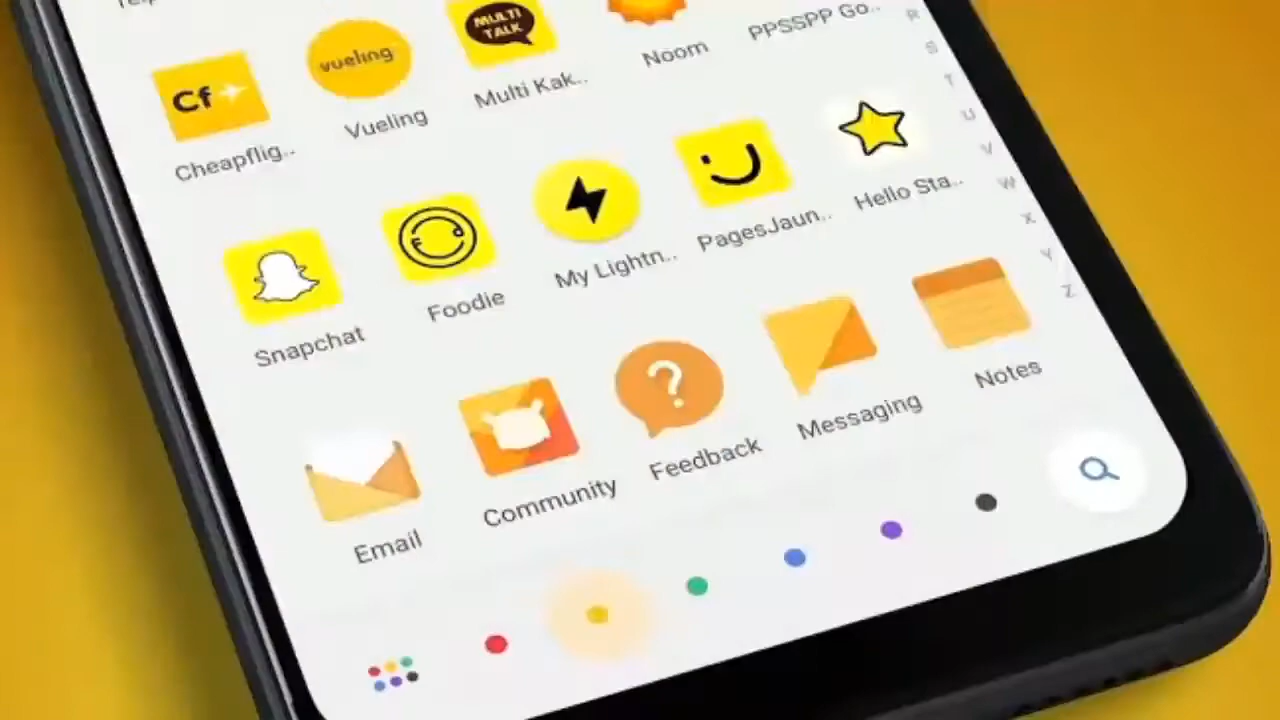 Cf
vueling
MULTI
TALK
Cheapflig..
Vueling
Multi Kak..
Noom
PPSSPP Go..
Snapchat
Foodie
My Lightn..
PagesJaun..
Hello Sta..
Email
Community
?
Feedback
Messaging
Notes
R
S
T
U
V
W
X
Y
Z